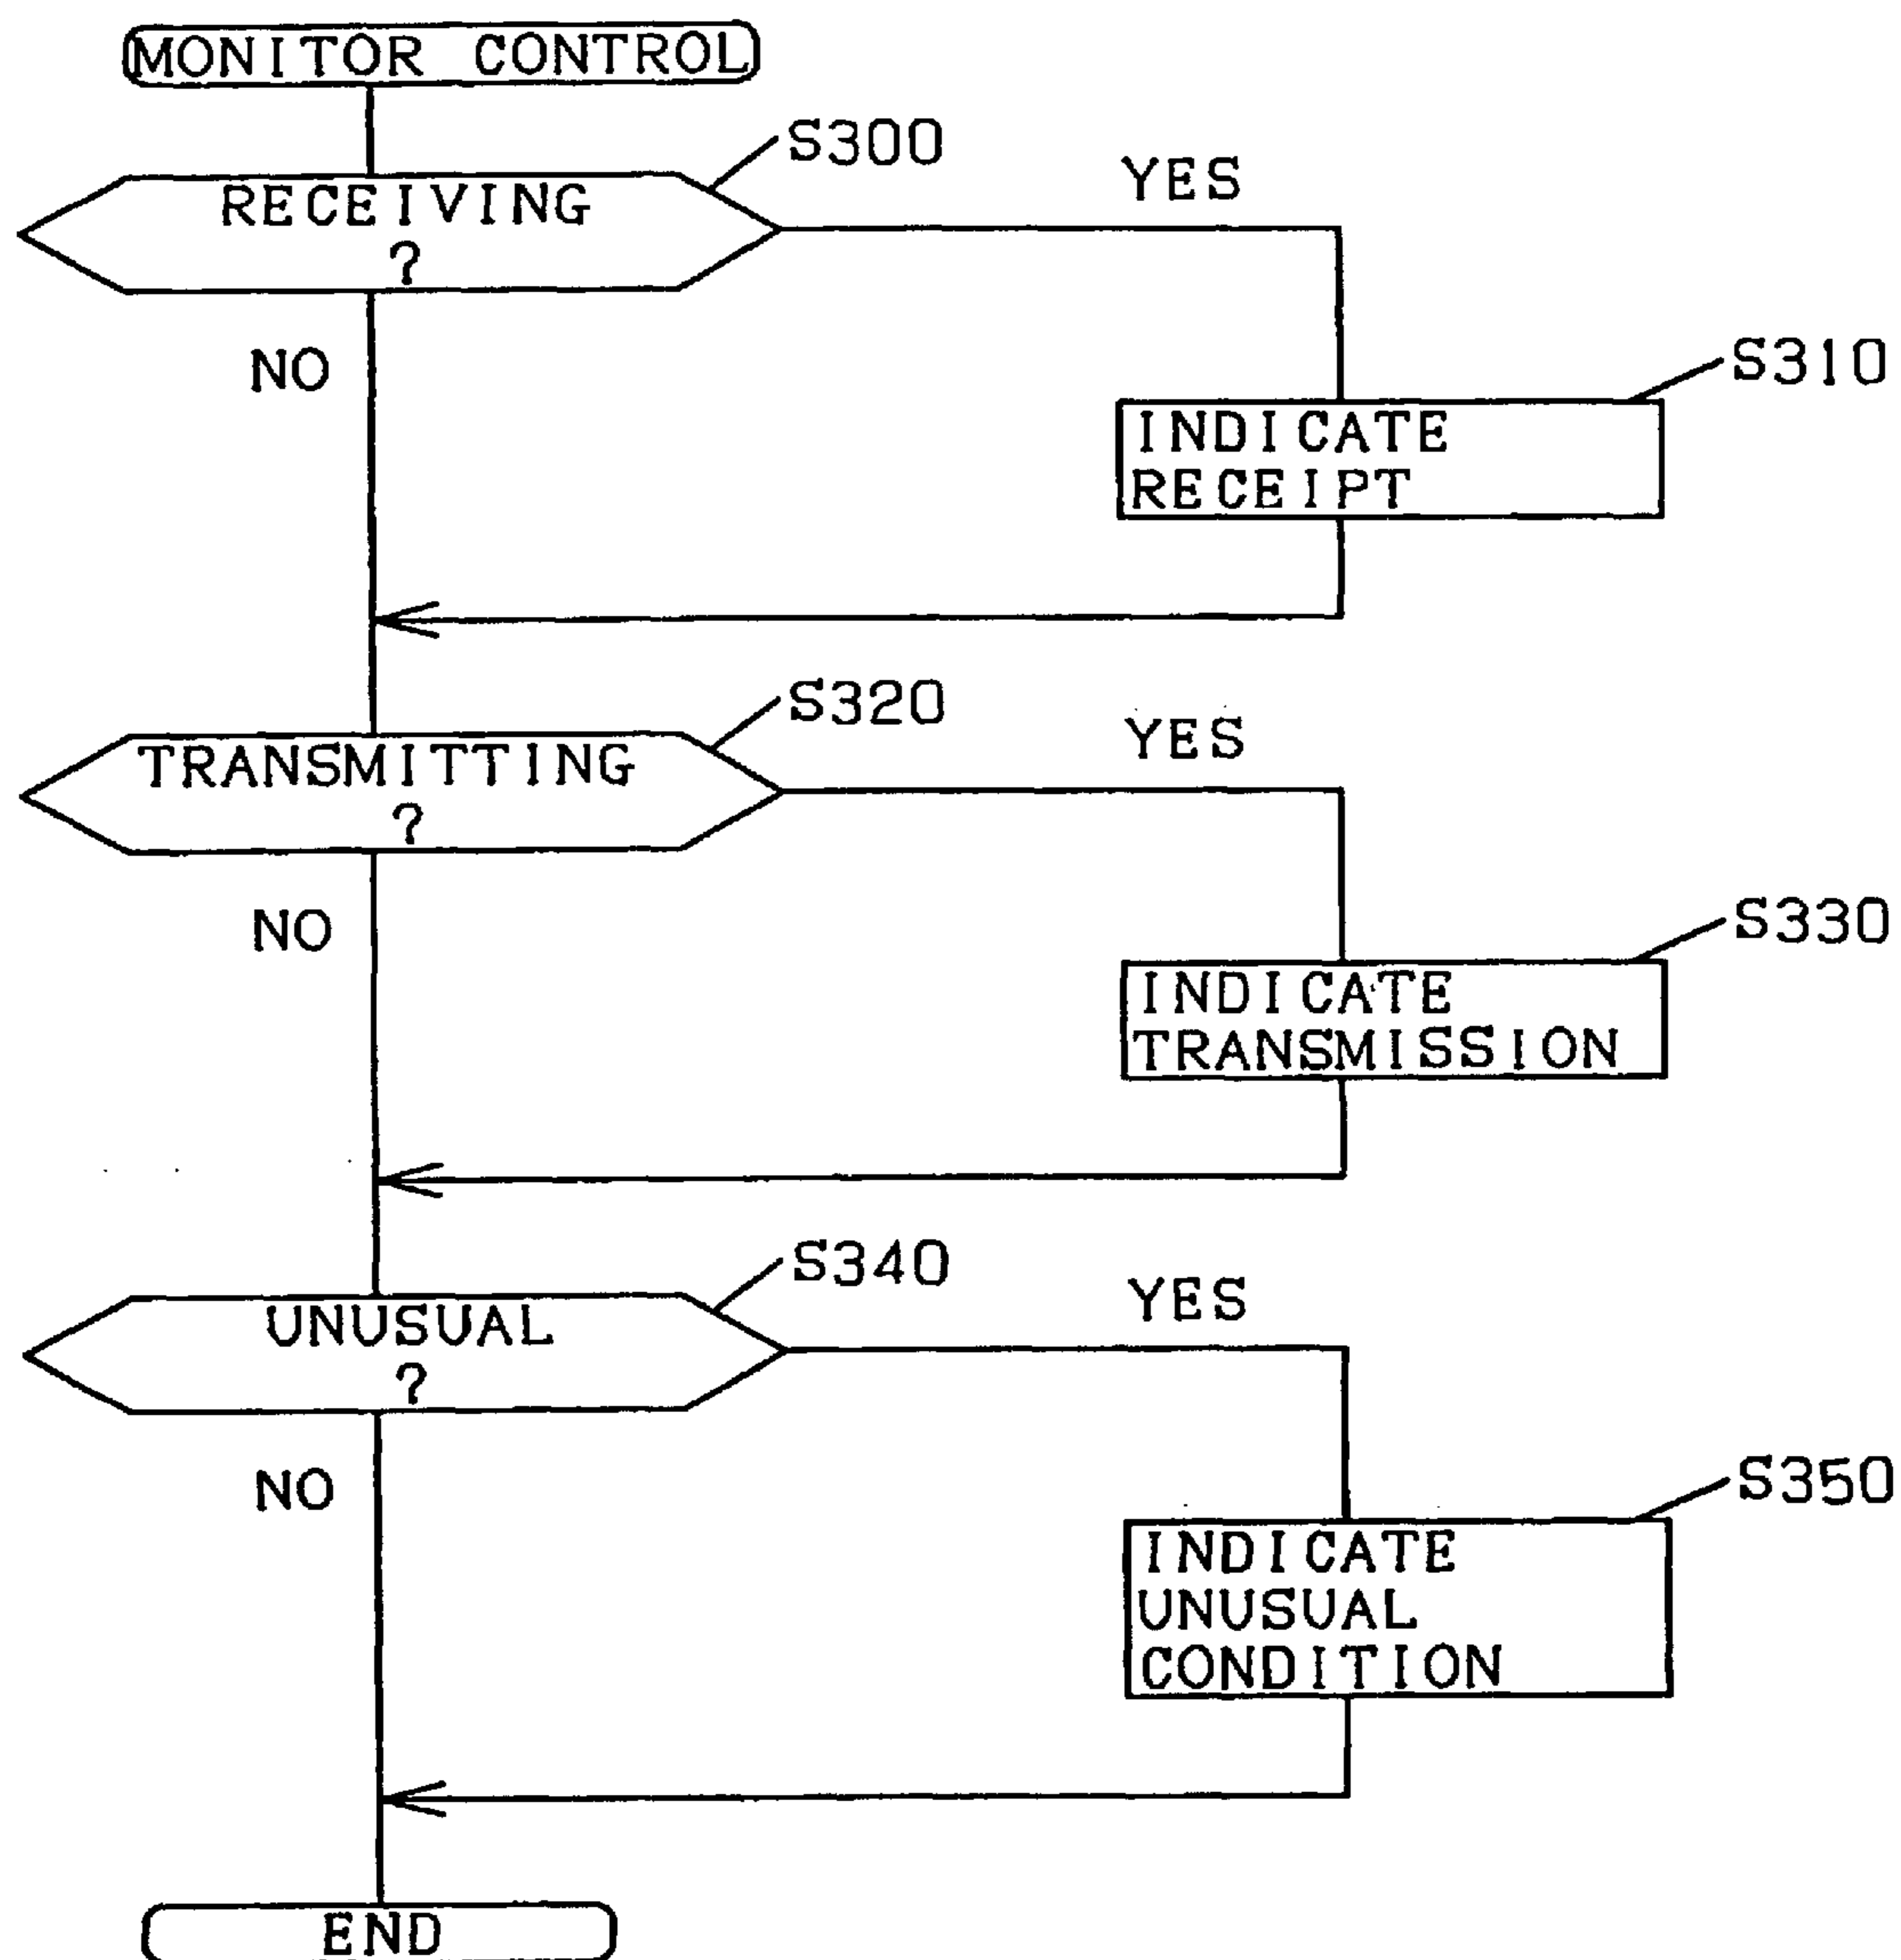 MONITOR CONTROL
S300
RECEIVING
?
YES
NO
S310
INDICATE
RECEIPT
S320
TRANSMITTING
?
YES
NO
S330
INDICATE
TRANSMISSION
S340
UNUSUAL
?
YES
NO
S350
INDICATE
UNUSUAL
CONDITION
END